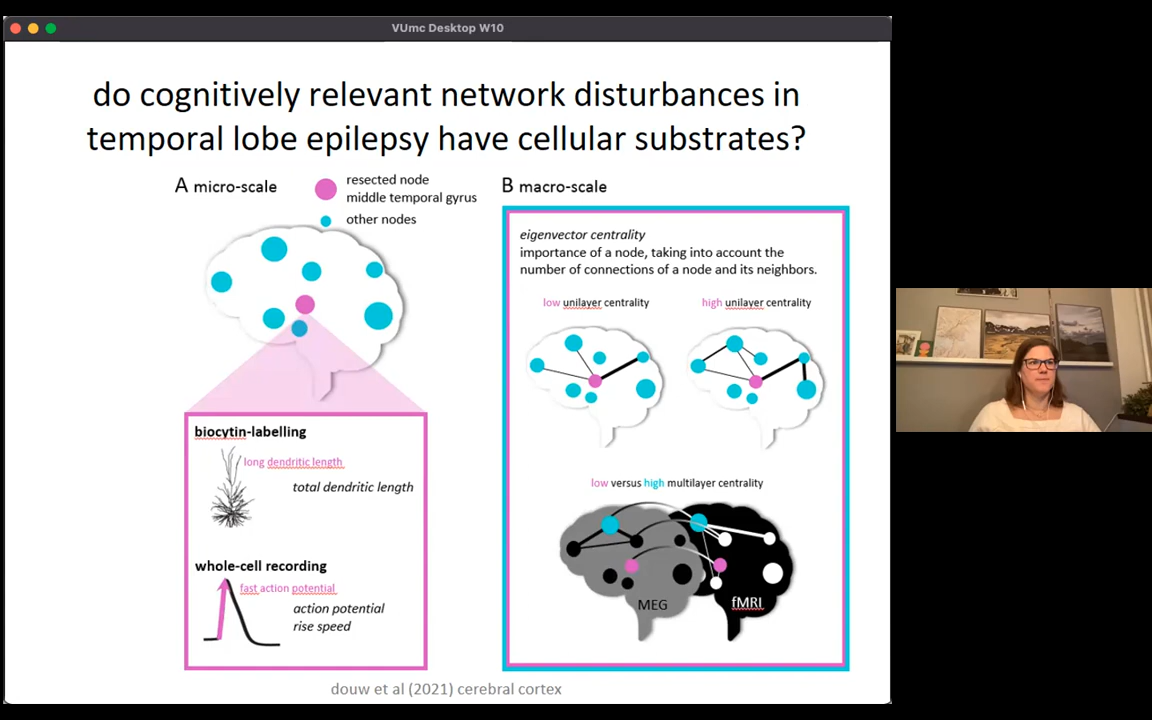 VUmc Desktop W10
do cognitively relevant network disturbances in
temporal lobe epilepsy have cellular substrates?
A micro-scale
resected node
middle temporal gyrus
other nodes
biocytin-labelling
long dendritic length
total dendritic length
whole-cell recording
fast action potential
action potential
rise speed
B macro-scale
eigenvector centrality
importance of a node, taking into account the
number of connections of a node and its neighbors.
low unilayer centrality
high unilayer centrality
low versus high multilayer centrality
MEG
fMRI
douw et al (2021) cerebral cortex